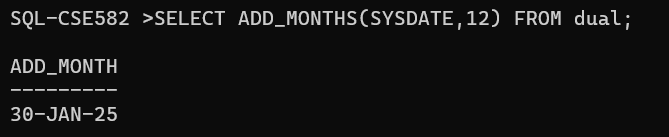 SQL-CSE582 >SELECT ADD_MONTHS(SYSDATE,12) FROM dual;
ADD_MONTH
---------
30-JAN-25